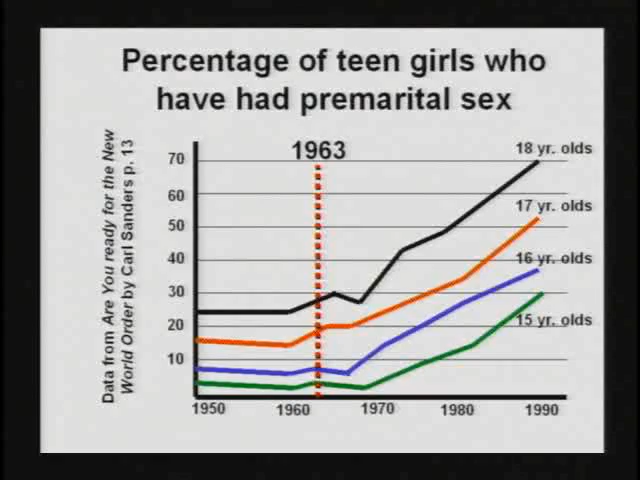 Percentage of teen girls who
have had premarital sex
Data from Are You ready for the New
World Order by Carl Sanders p. 13
1963
70
60
50
40
30
20
10
18 yr. olds
17 yr. olds
16 yr. olds
15 yr. olds
1950 1960 1970 1980 1990